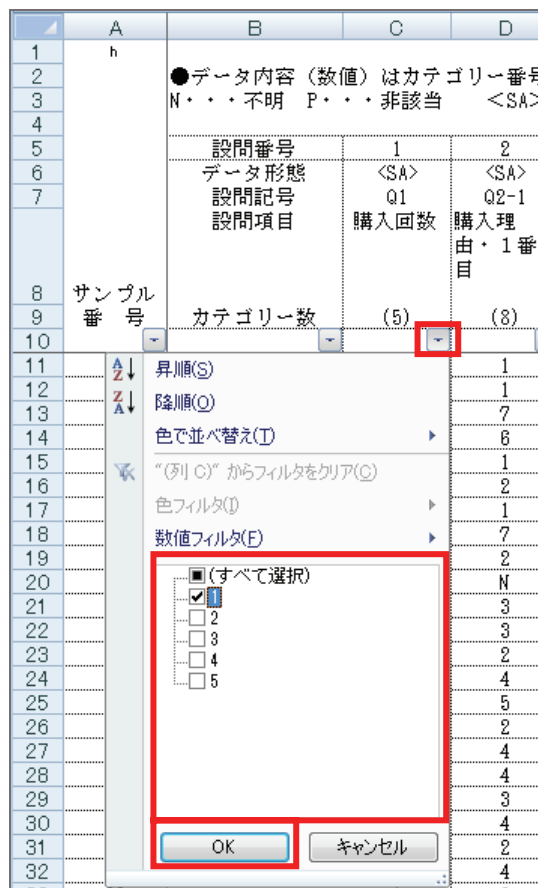 A B C D
1 h
2 ●データ内容（数値）はカテゴリー番号
3 N・・・不明 P・・・非該当 <SA>
4
5 設問番号 1 2
6 データ形態 <SA> <SA>
7 設問記号 Q1 Q2-1
設問項目 購入回数 購入理
由・１番
目
8 サンプル
9 番 号 カテゴリー数 (5) (8)
10
11 1
12 1
13 7
14 6
15 1
16 2
17 1
18 7
19 2
20 N
21 3
22 3
23 2
24 4
25 5
26 2
27 4
28 4
29 3
30 4
31 2
32 4
昇順(S)
降順(O)
色で並べ替え(T)
"(列 C)" からフィルタをクリア(C)
色フィルタ(I)
数値フィルタ(F)
(すべて選択)
1
2
3
4
5
OK キャンセル